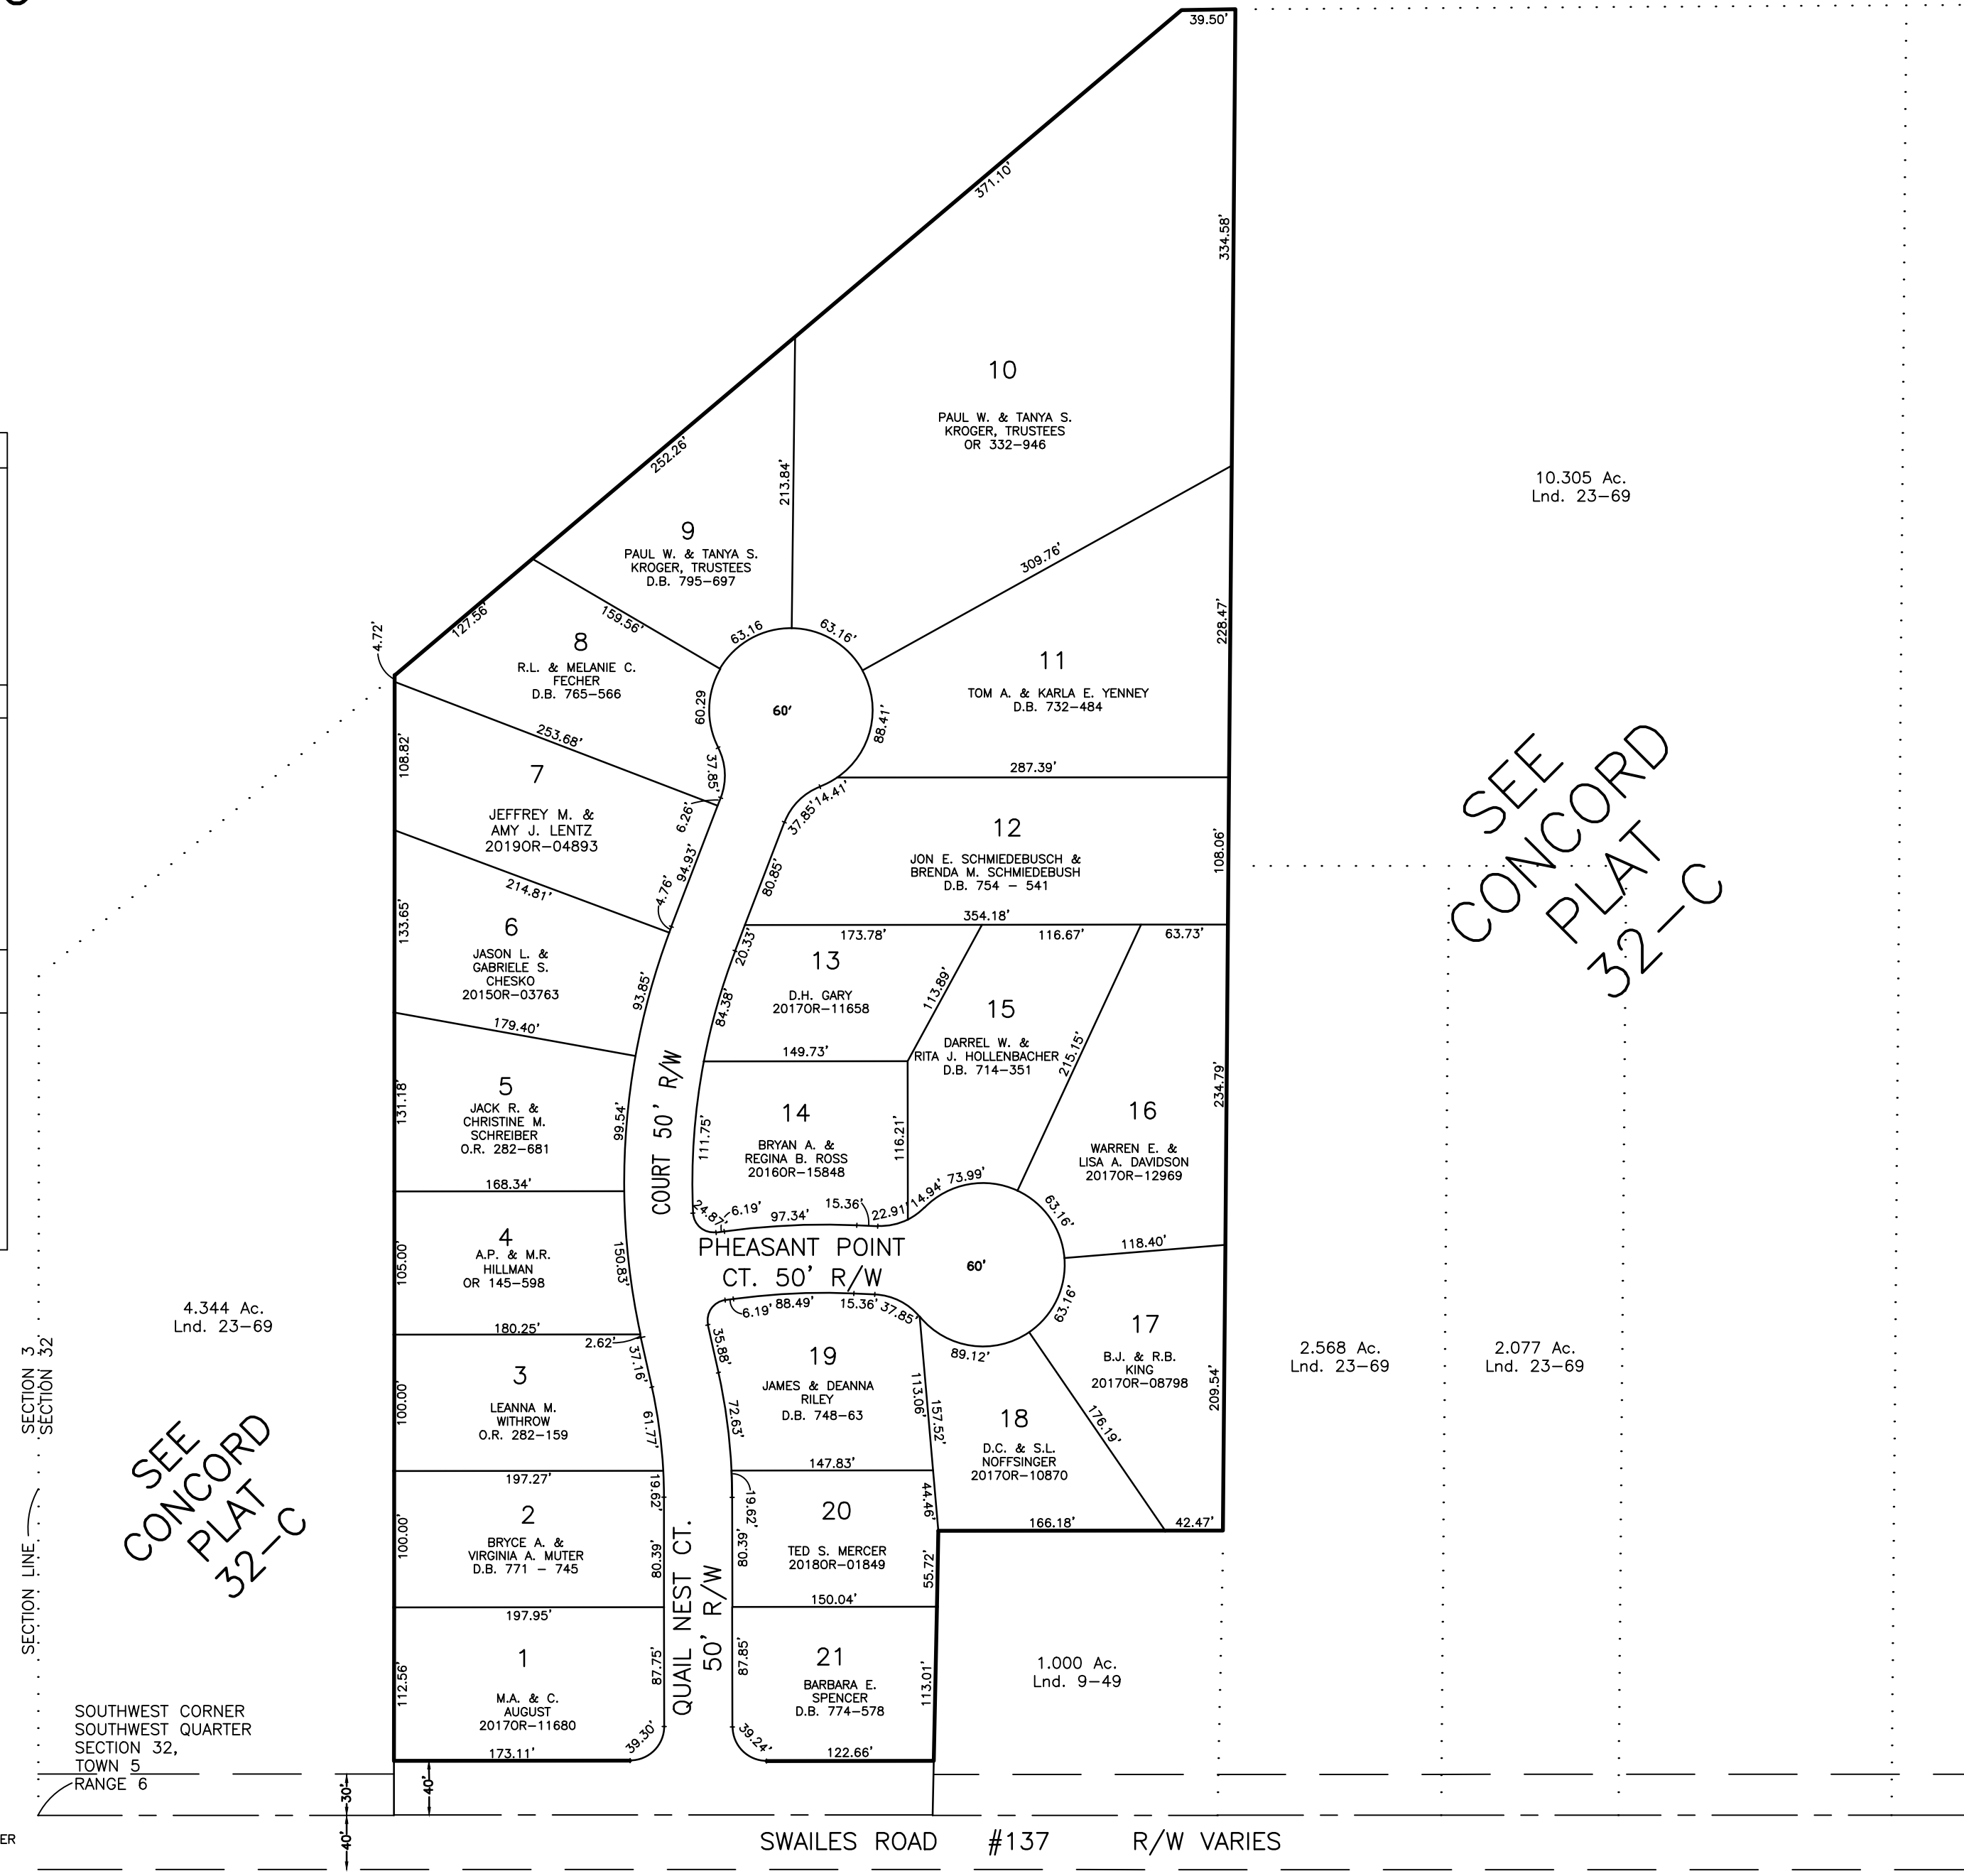 39.50'
371.10'
334.58'
10
PAUL W. & TANYA S.
KROGER, TRUSTEES
OR 332-946
252.26'
213.84'
10.305 Ac.
Lnd. 23-69
9
PAUL W. & TANYA S.
KROGER, TRUSTEES
D.B. 795-697
309.76'
127.56'
159.56'
63.16
63.16'
228.47'
4.72'
8
R.L. & MELANIE C.
FECHER
D.B. 765-566
11
TOM A. & KARLA E. YENNEY
D.B. 732-484
60.29
60'
88.41'
253.68'
108.82'
37.85'
287.39'
7
JEFFREY M. &
AMY J. LENTZ
2019OR-04893
6.26'
37.85'
14.41'
94.93'
80.85'
12
JON E. SCHMIEDEBUSCH &
BRENDA M. SCHMIEDEBUSH
D.B. 754 - 541
108.06'
SEE
CONCORD
PLAT
32-C
214.81'
4.76'
354.18'
133.65'
6
JASON L. &
GABRIELE S.
CHESKO
2015OR-03763
20.33'
173.78'
116.67'
63.73'
93.85'
84.38'
13
D.H. GARY
2017OR-11658
113.89'
15
DARREL W. &
RITA J. HOLLENBACHER
D.B. 714-351
215.15'
179.40'
149.73'
131.18'
5
JACK R. &
CHRISTINE M.
SCHREIBER
O.R. 282-681
99.54'
COURT 50' R/W
111.75'
14
BRYAN A. &
REGINA B. ROSS
2016OR-15848
116.21'
16
WARREN E. &
LISA A. DAVIDSON
2017OR-12969
234.79'
168.34'
24.87'
6.19'
97.34'
15.36'
22.91'
14.94'
73.99'
63.16'
105.00'
4
A.P. & M.R.
HILLMAN
OR 145-598
150.83'
PHEASANT POINT
CT. 50' R/W
60'
118.40'
4.344 Ac.
Lnd. 23-69
6.19'
88.49'
15.36'
37.85'
63.16'
180.25'
2.62'
37.16'
35.88'
89.12'
17
B.J. & R.B.
KING
2017OR-08798
209.54'
2.568 Ac.
Lnd. 23-69
2.077 Ac.
Lnd. 23-69
SECTION 3
SECTION 32
100.00'
3
LEANNA M.
WITHROW
O.R. 282-159
61.77'
72.63'
19
JAMES & DEANNA
RILEY
D.B. 748-63
113.06'
157.52'
18
D.C. & S.L.
NOFFSINGER
2017OR-10870
176.19'
SEE
CONCORD
PLAT
32-C
197.27'
147.83'
19.62'
19.62'
44.46'
100.00'
2
BRYCE A. &
VIRGINIA A. MUTER
D.B. 771 - 745
80.39'
80.39'
20
TED S. MERCER
2018OR-01849
55.72'
166.18'
42.47'
SECTION LINE
197.95'
150.04'
QUAIL NEST CT.
50' R/W
112.56'
1
M.A. & C.
AUGUST
2017OR-11680
87.75'
87.85'
21
BARBARA E.
SPENCER
D.B. 774-578
113.01'
1.000 Ac.
Lnd. 9-49
173.11'
39.30'
39.24'
122.66'
SOUTHWEST CORNER
SOUTHWEST QUARTER
SECTION 32,
TOWN 5
RANGE 6
30'
40'
40'
ER
SWAILES ROAD #137 R/W VARIES